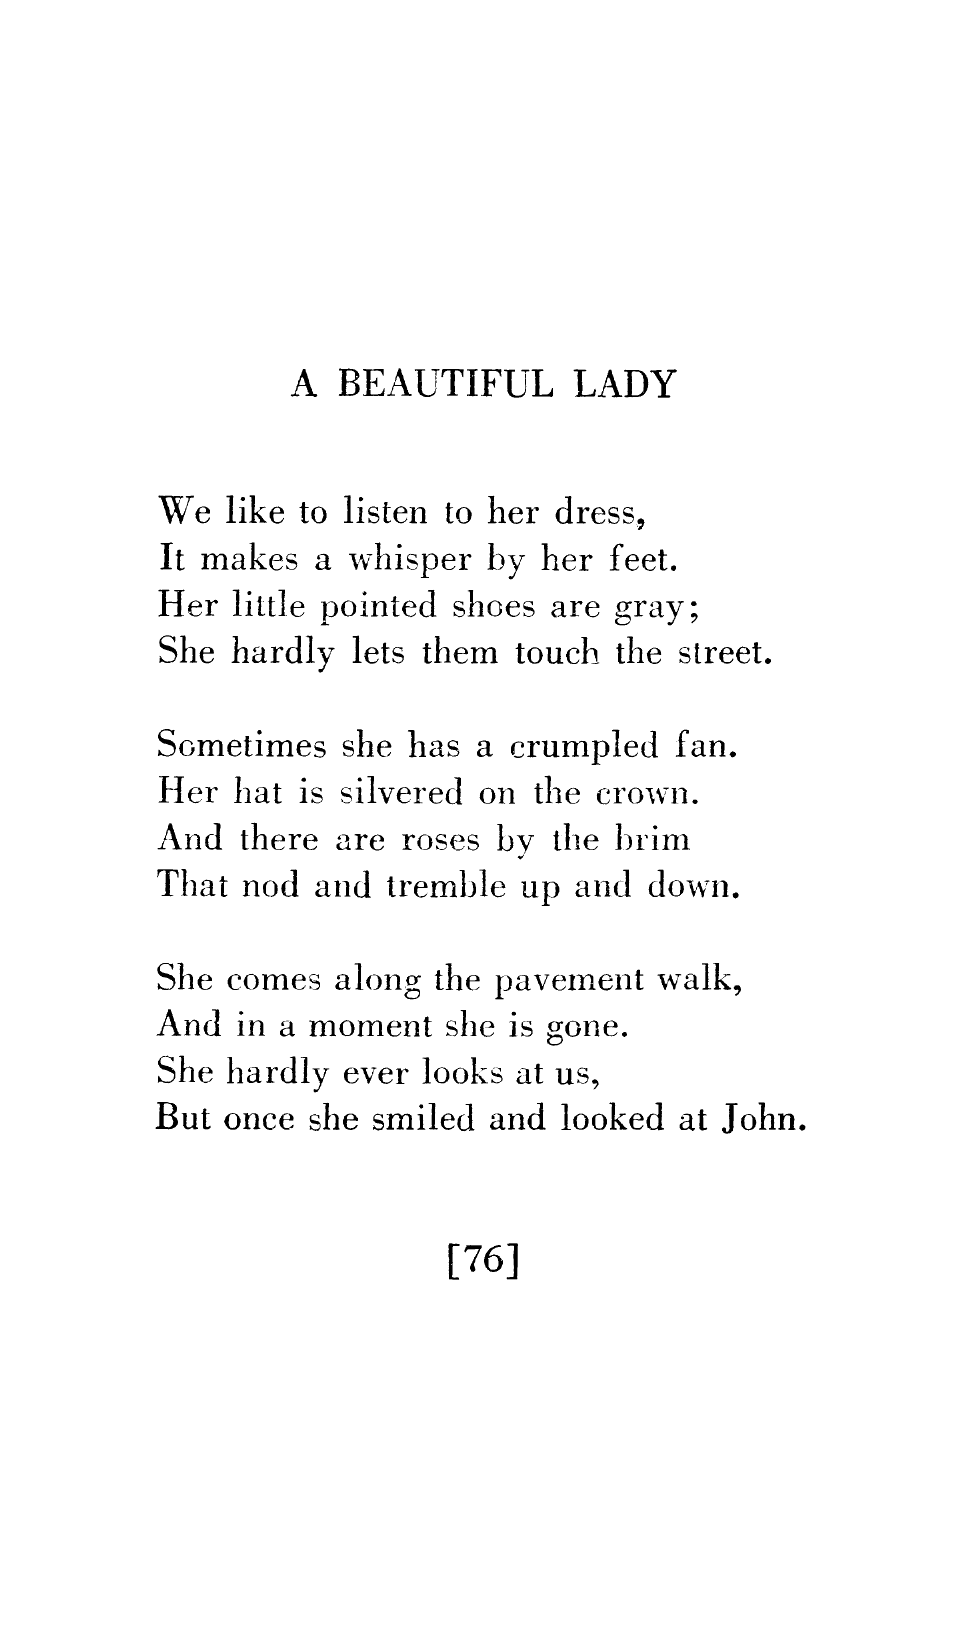 A BEAUTIFUL LADY
We like to listen to her dress,
It makes a whisper by her feet.
Her little pointed shoes are gray;
She hardly lets them touch the street.
Sometimes she has a crumpled fan.
Her hat is silvered on the crown.
And there are roses by the brim
That nod and tremble up and down.
She comes along the pavement walk,
And in a moment she is gone.
She hardly ever looks at us,
But once she smiled and looked at John.
[76]